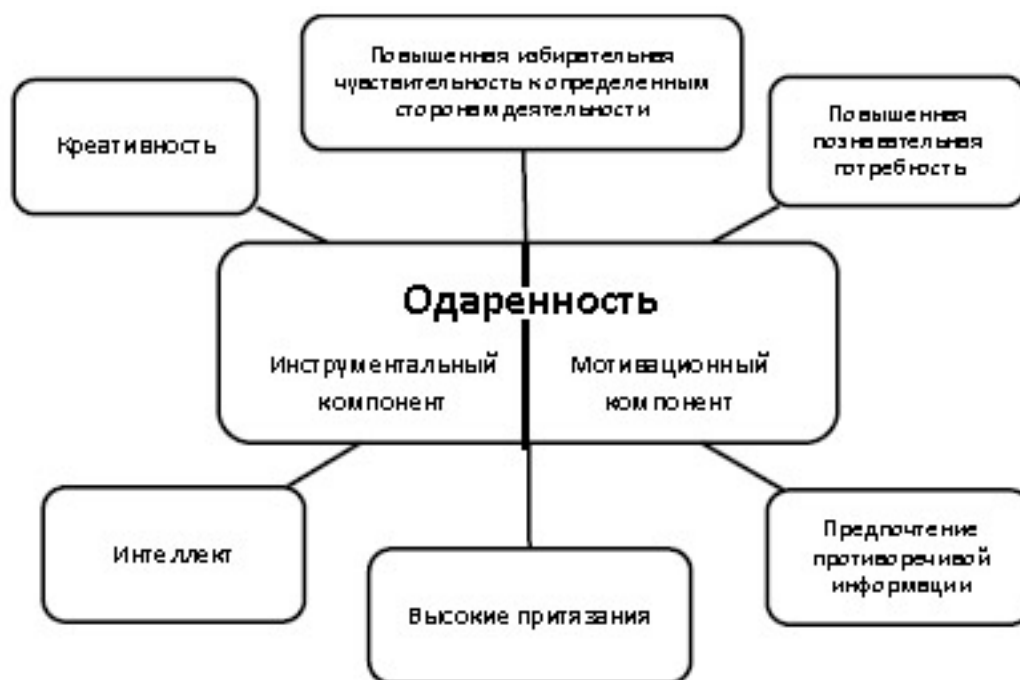 Повышенная избирательная
чувствительность к определенным
сторонам деятельности
Креативность
Повышенная
познавательная
потребность
Одаренность
Инструментальный
компонент
Мотивационный
компонент
Интеллект
Высокие притязания
Предпочтение
противоречивой
информации